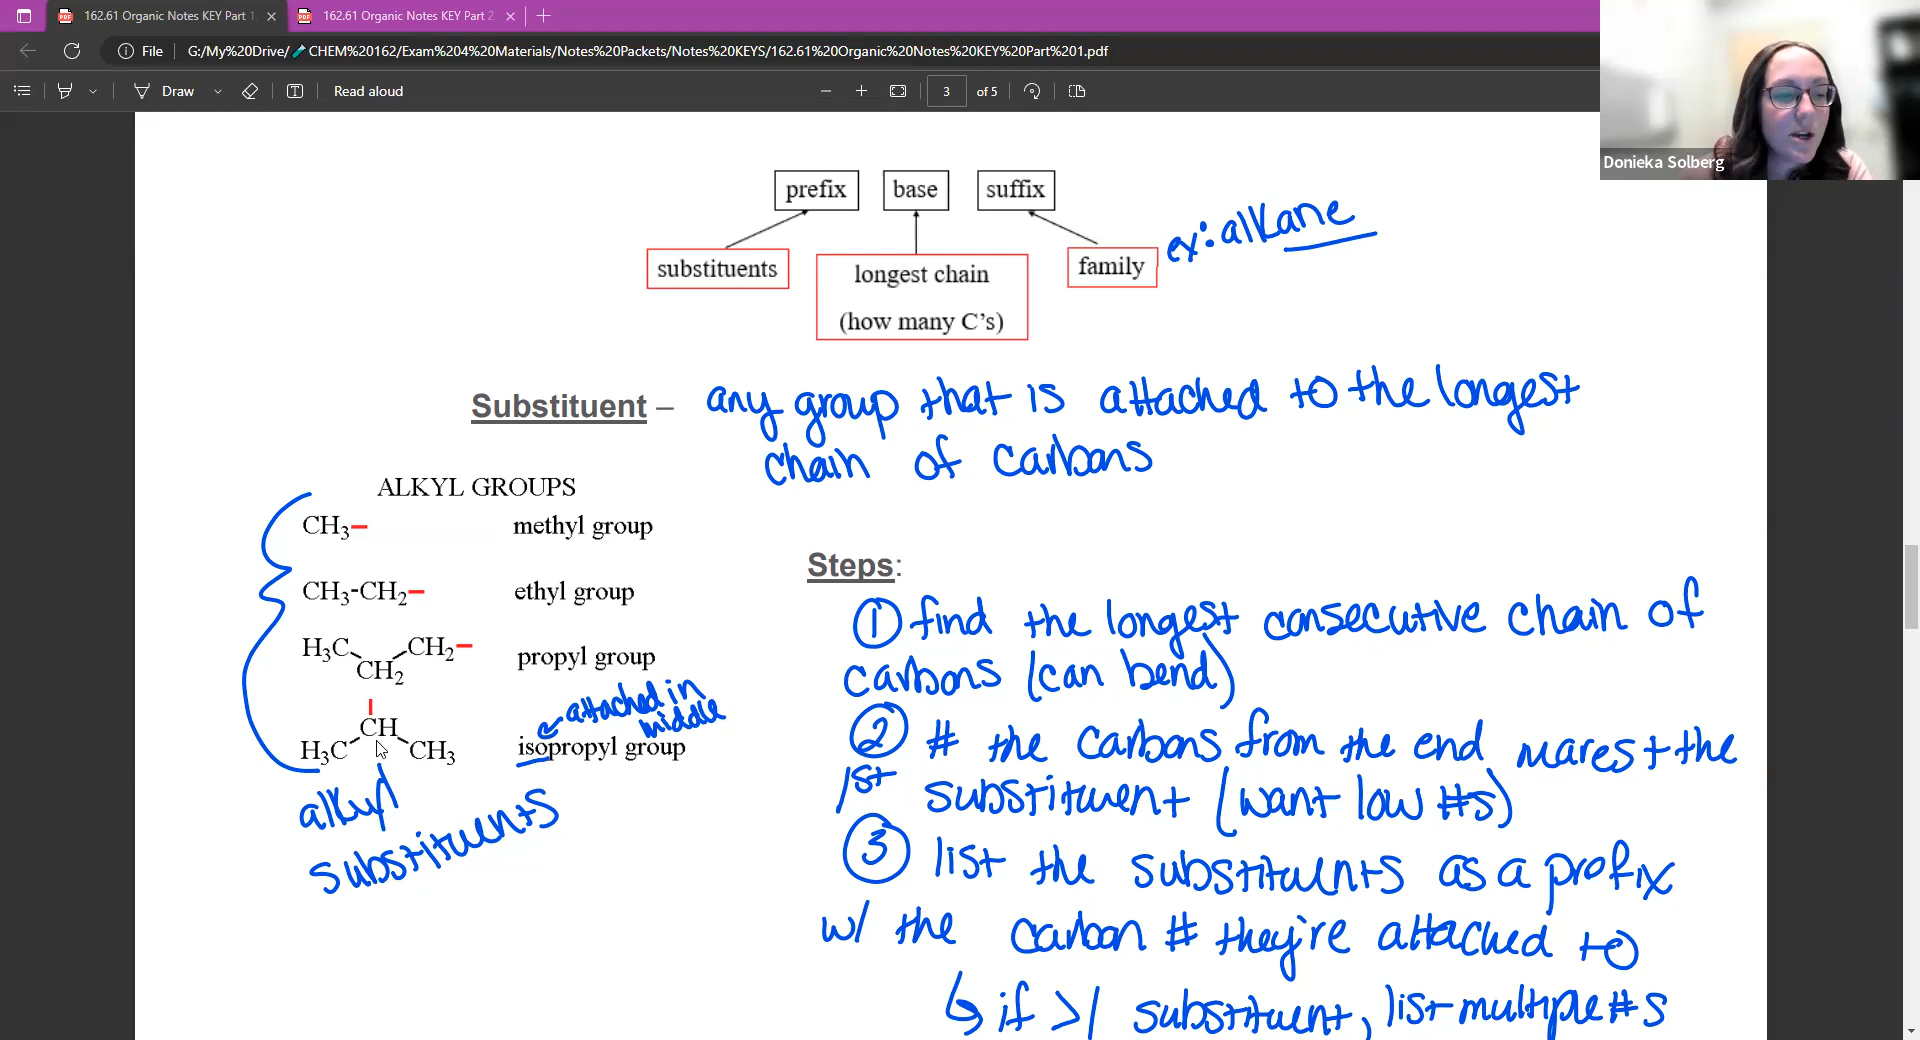 162.61 Organic Notes KEY Part 1.
162.61 Organic Notes KEY Part 2
File
G:/My%20Drive/🧪CHEM%20162/Exam%204%20Materials/Notes%20Packets/Notes%20KEYS/162.61%20Organic%20Notes%20KEY%20Part%201.pdf
Draw
Read aloud
3 of 5
Donieka Solberg
prefix base suffix
ex: alkane
substituents longest chain family
(how many C's)
Substituent – any group that is attached to the longest
chain of carbons
ALKYL GROUPS
CH3– methyl group
CH3-CH2– ethyl group
H3C CH2– propyl group
CH2
attached in
middle
CH
H3C CH3 isopropyl group
alkyl
substituents
Steps:
① find the longest consecutive chain of
carbons (can bend)
② # the carbons from the end nearest the
1st substituent (want low #s)
③ list the substituents as a prefix
w/ the carbon # they're attached to
↳ if >1 substituent, list multiple #s